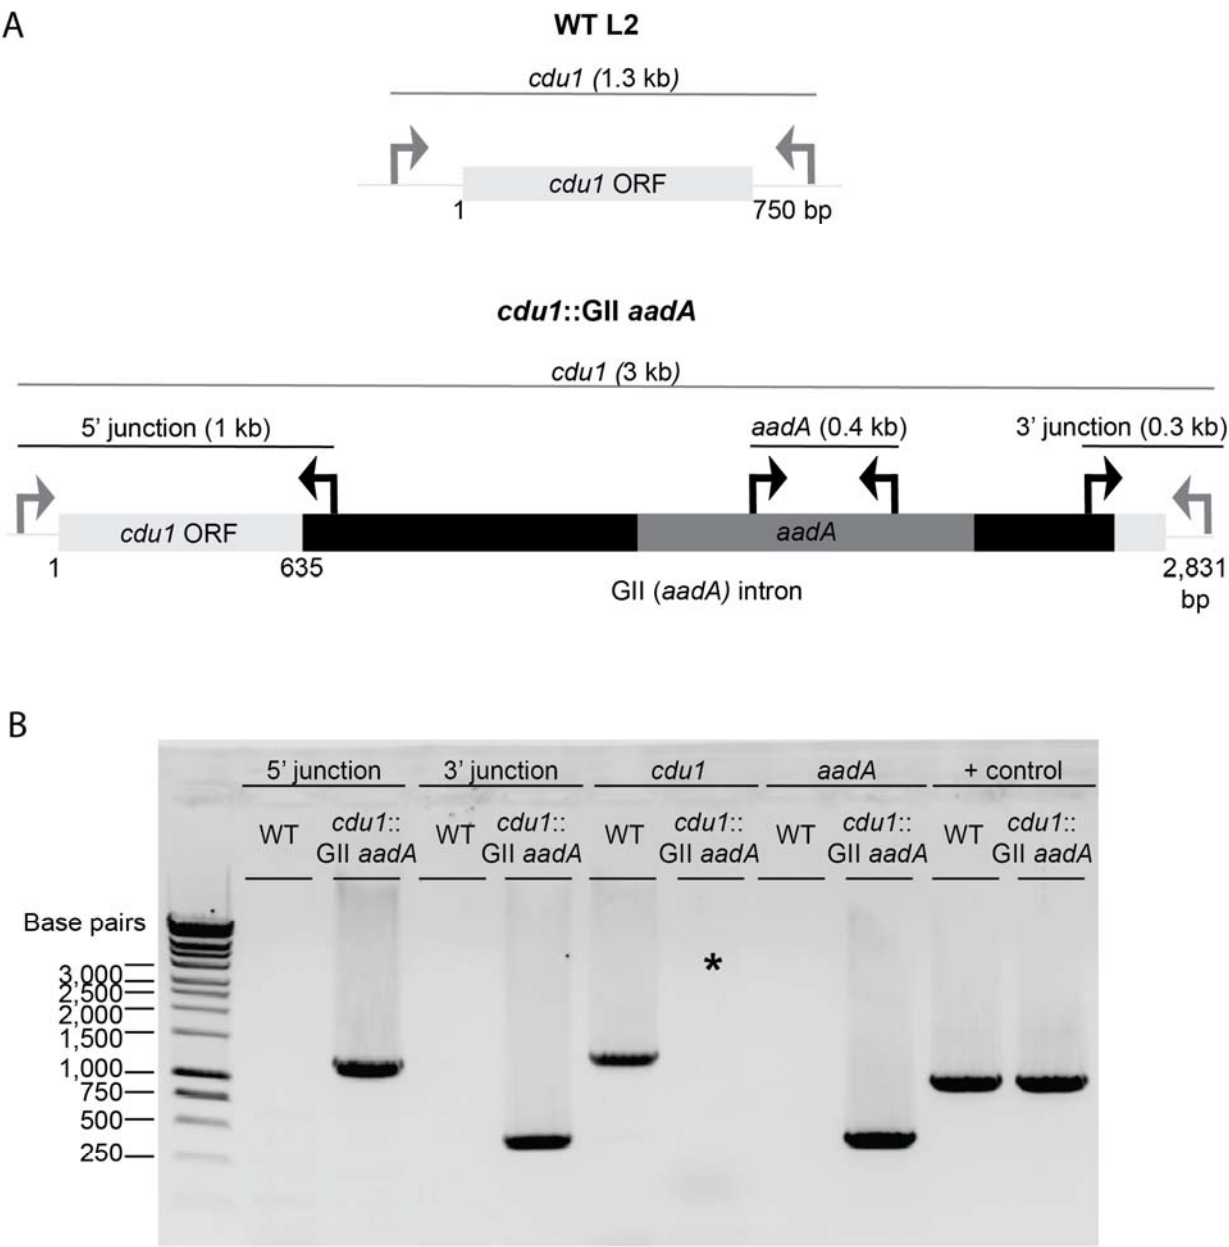 A
WT L2
cdu1 (1.3 kb)
cdu1 ORF
1
750 bp
cdu1::GII aadA
cdu1 (3 kb)
5' junction (1 kb)
aadA (0.4 kb)
3' junction (0.3 kb)
cdu1 ORF
aadA
1
635
2,831
bp
GII (aadA) intron
B
5' junction
3' junction
cdu1
aadA
+ control
WT
cdu1::
GII aadA
WT
cdu1::
GII aadA
WT
cdu1::
GII aadA
WT
cdu1::
GII aadA
WT
cdu1::
GII aadA
Base pairs
*
3,000
2,500
2,000
1,500
1,000
750
500
250